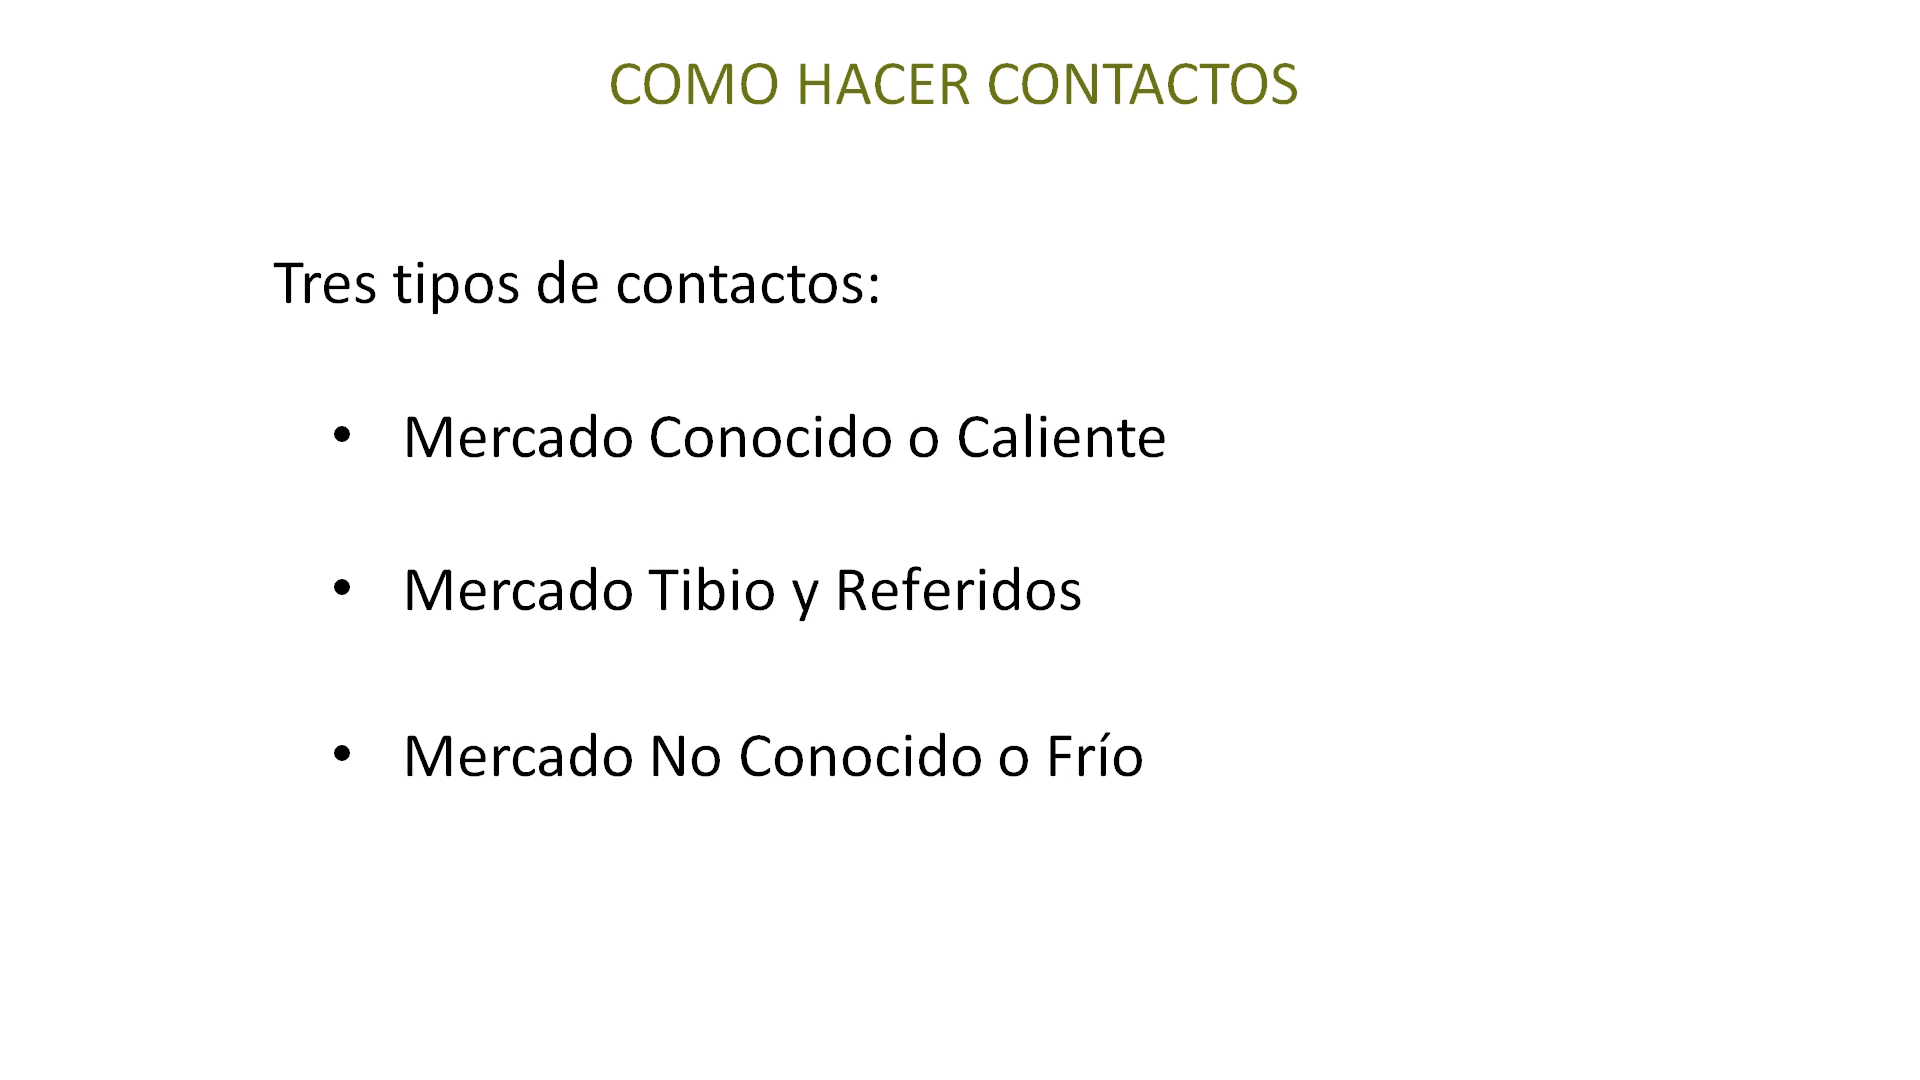 COMO HACER CONTACTOS
Tres tipos de contactos:
• Mercado Conocido o Caliente
• Mercado Tibio y Referidos
• Mercado No Conocido o Frío